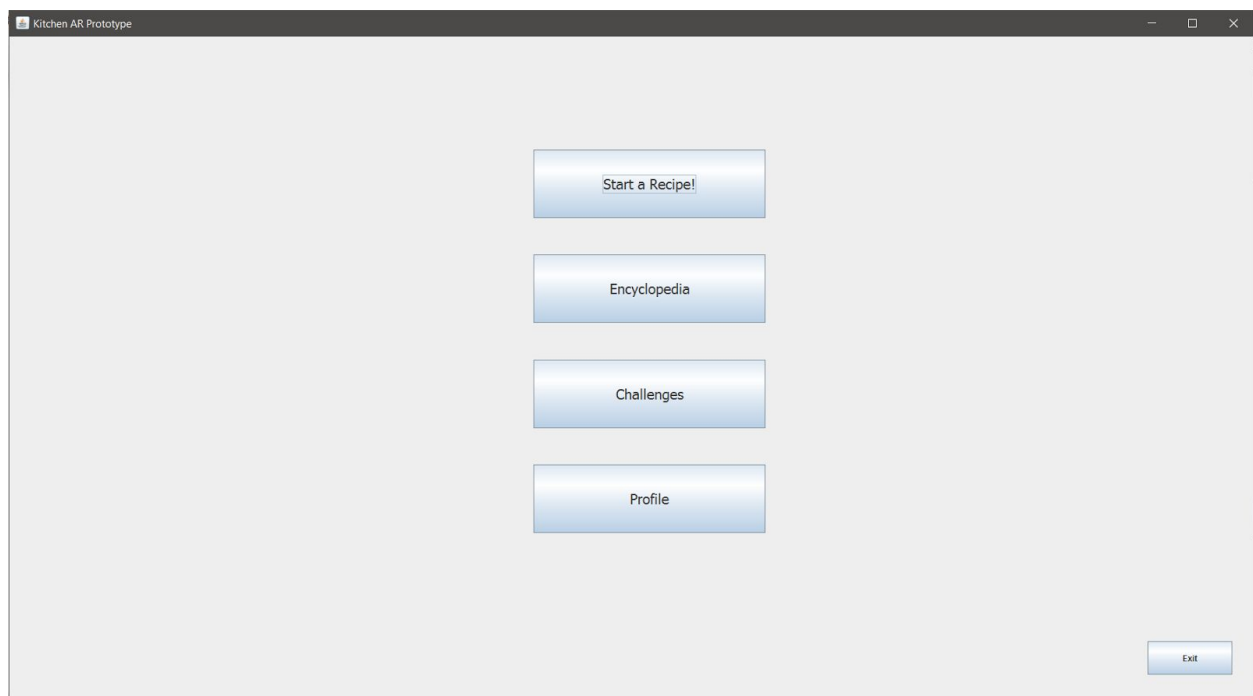 Kitchen AR Prototype
Start a Recipe!
Encyclopedia
Challenges
Profile
Exit